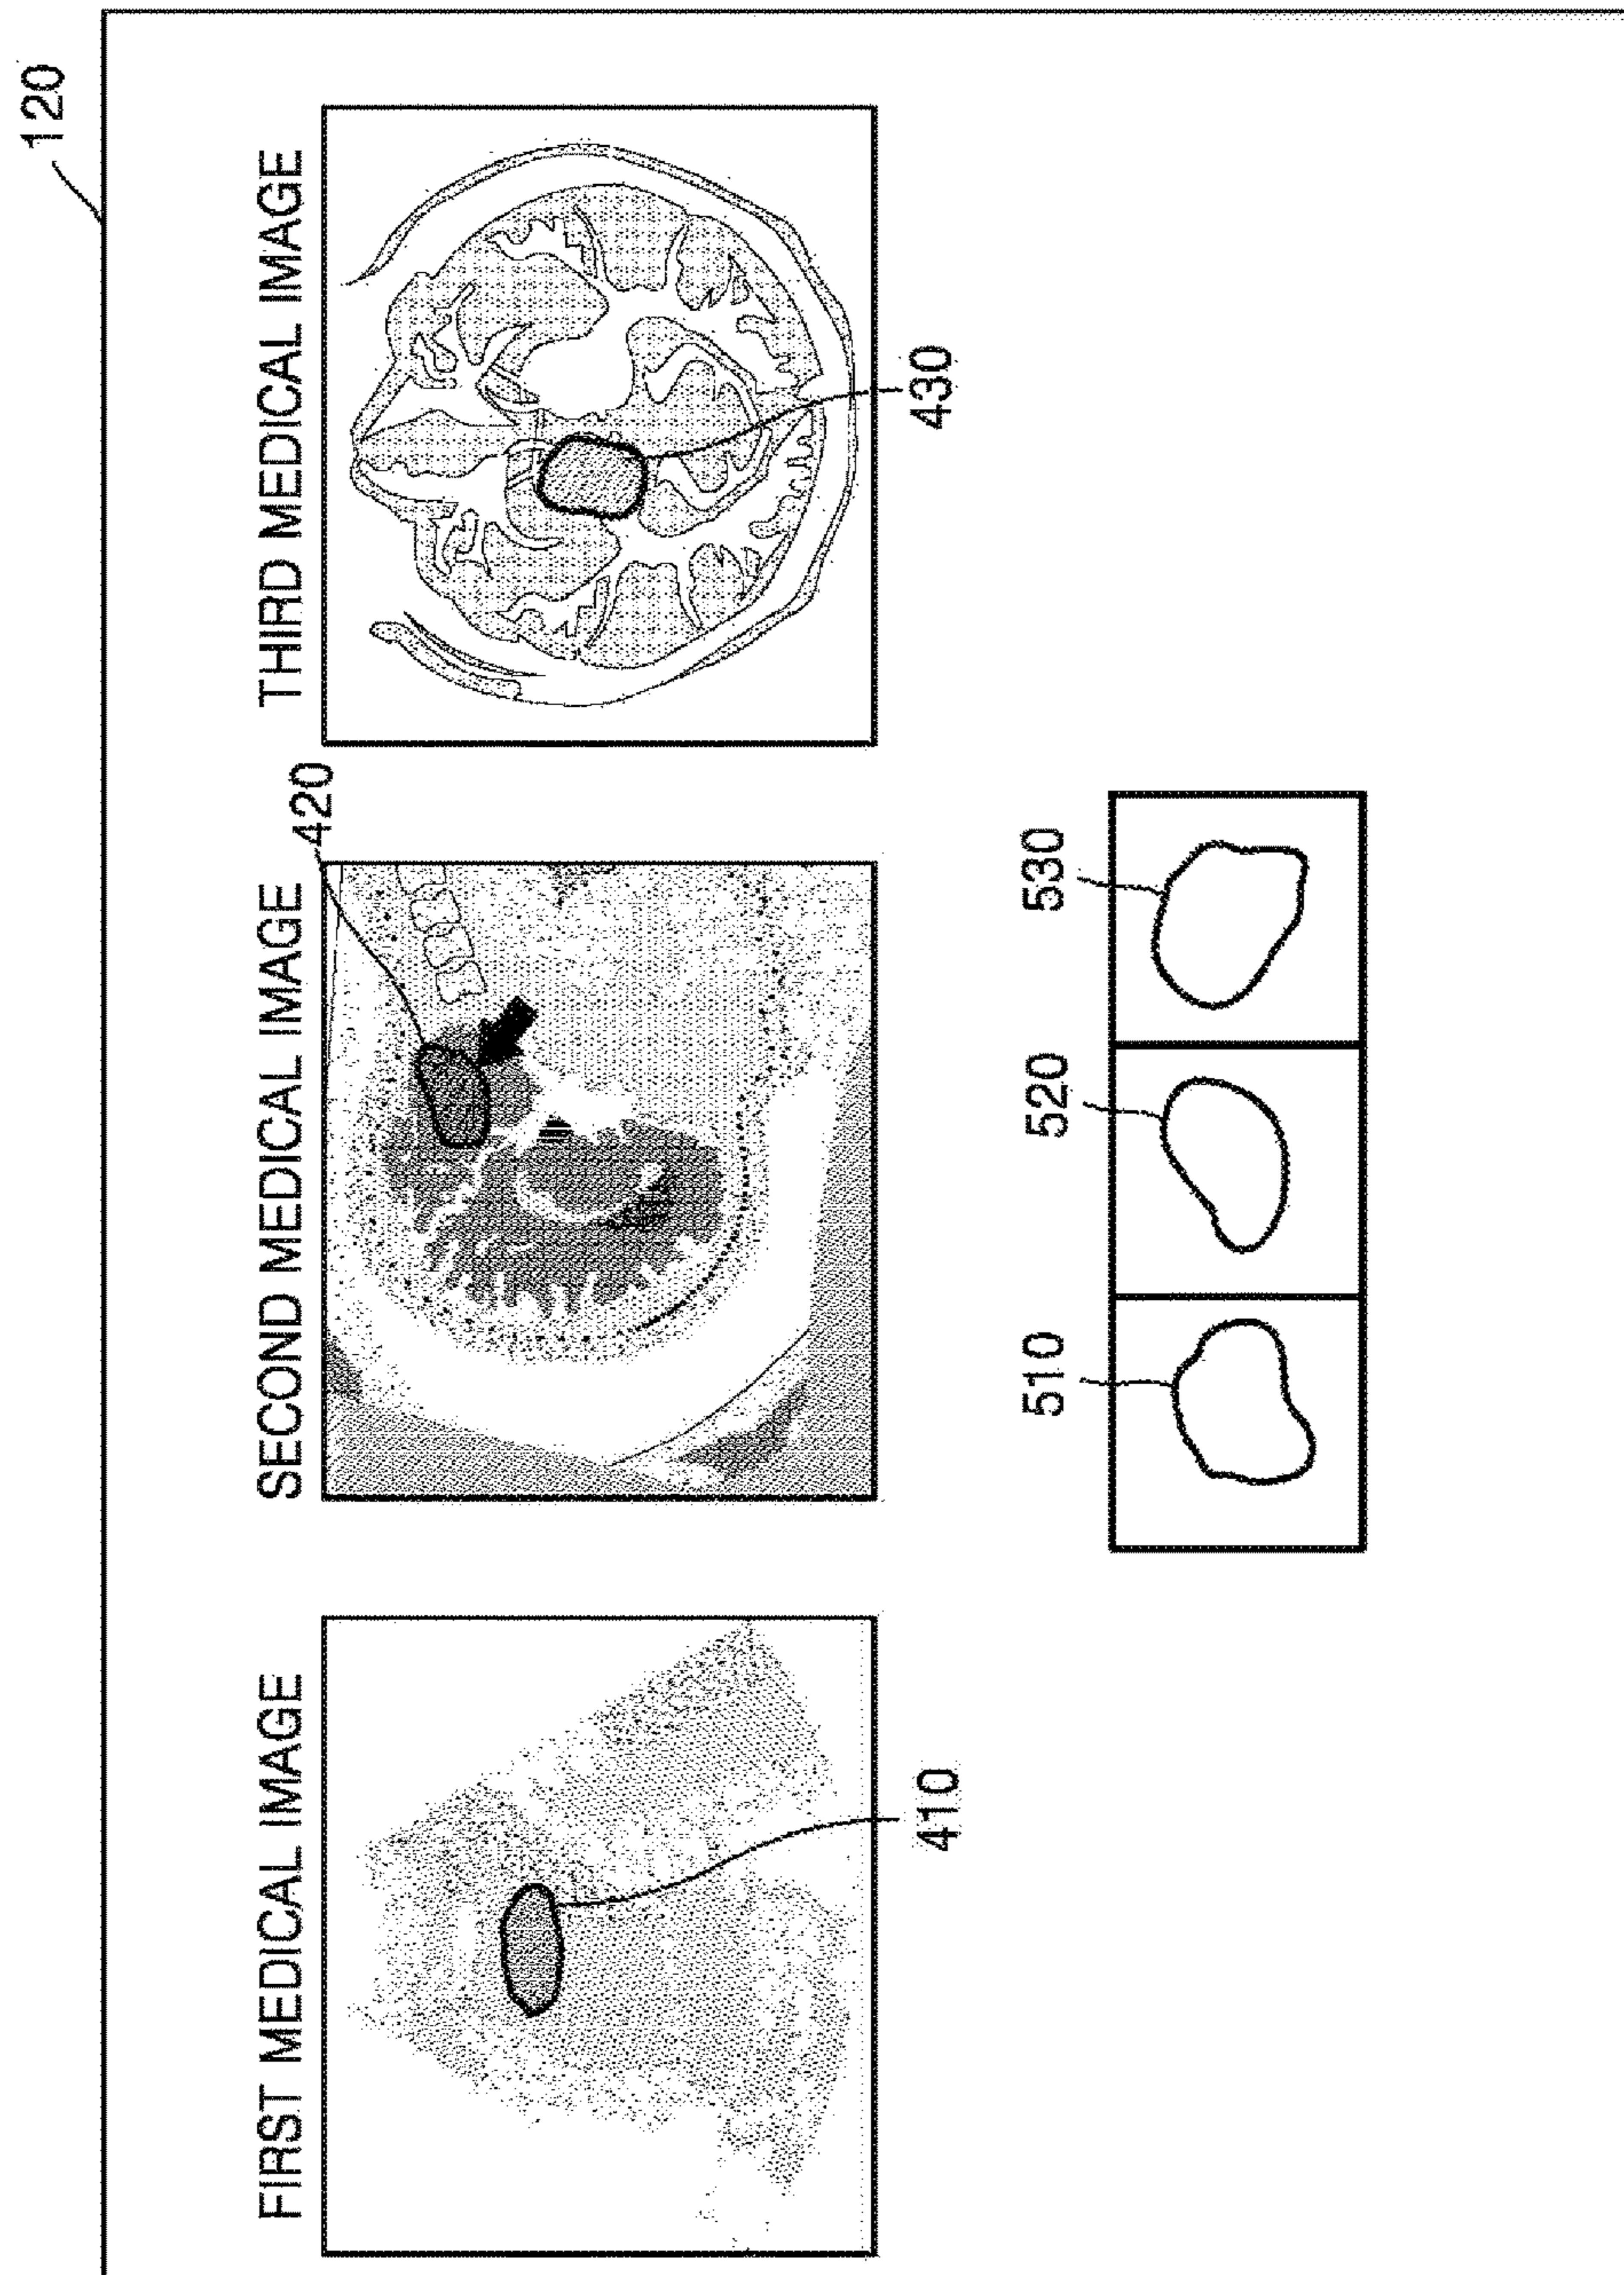 120
FIRST MEDICAL IMAGE
SECOND MEDICAL IMAGE
THIRD MEDICAL IMAGE
420
410
430
510
520
530